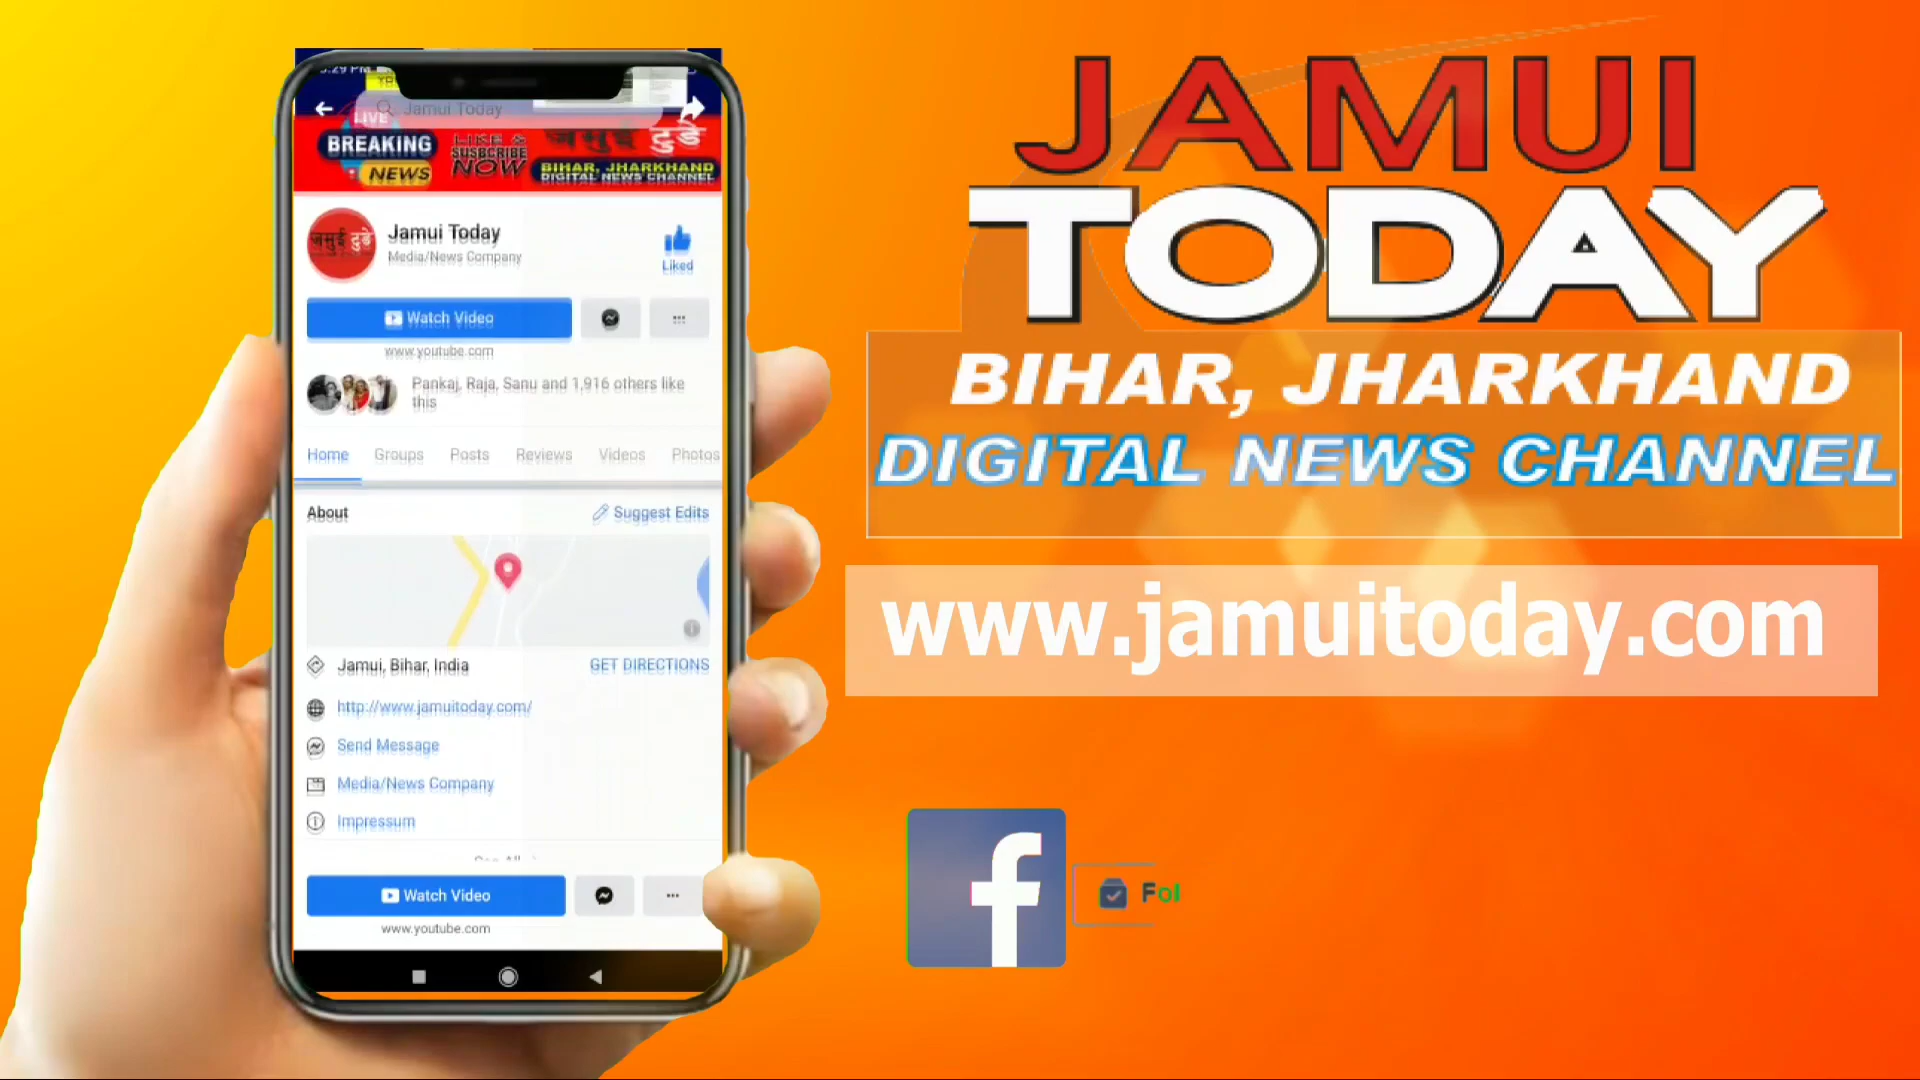 Jamui Today
LIVE
BREAKING
NEWS
LIKE &
SUSBCRIBE
NOW
जमुई टुडे
BIHAR, JHARKHAND
DIGITAL NEWS CHANNEL
जमुई टुडे
Jamui Today
Media/News Company
Liked
Watch Video
www.youtube.com
Pankaj, Raja, Sanu and 1,916 others like
this
Home Groups Posts Reviews Videos Photos
About
Suggest Edits
Jamui, Bihar, India
GET DIRECTIONS
http://www.jamuitoday.com/
Send Message
Media/News Company
Impressum
Watch Video
www.youtube.com
JAMUI
TODAY
BIHAR, JHARKHAND
DIGITAL NEWS CHANNEL
www.jamuitoday.com
f
Fol